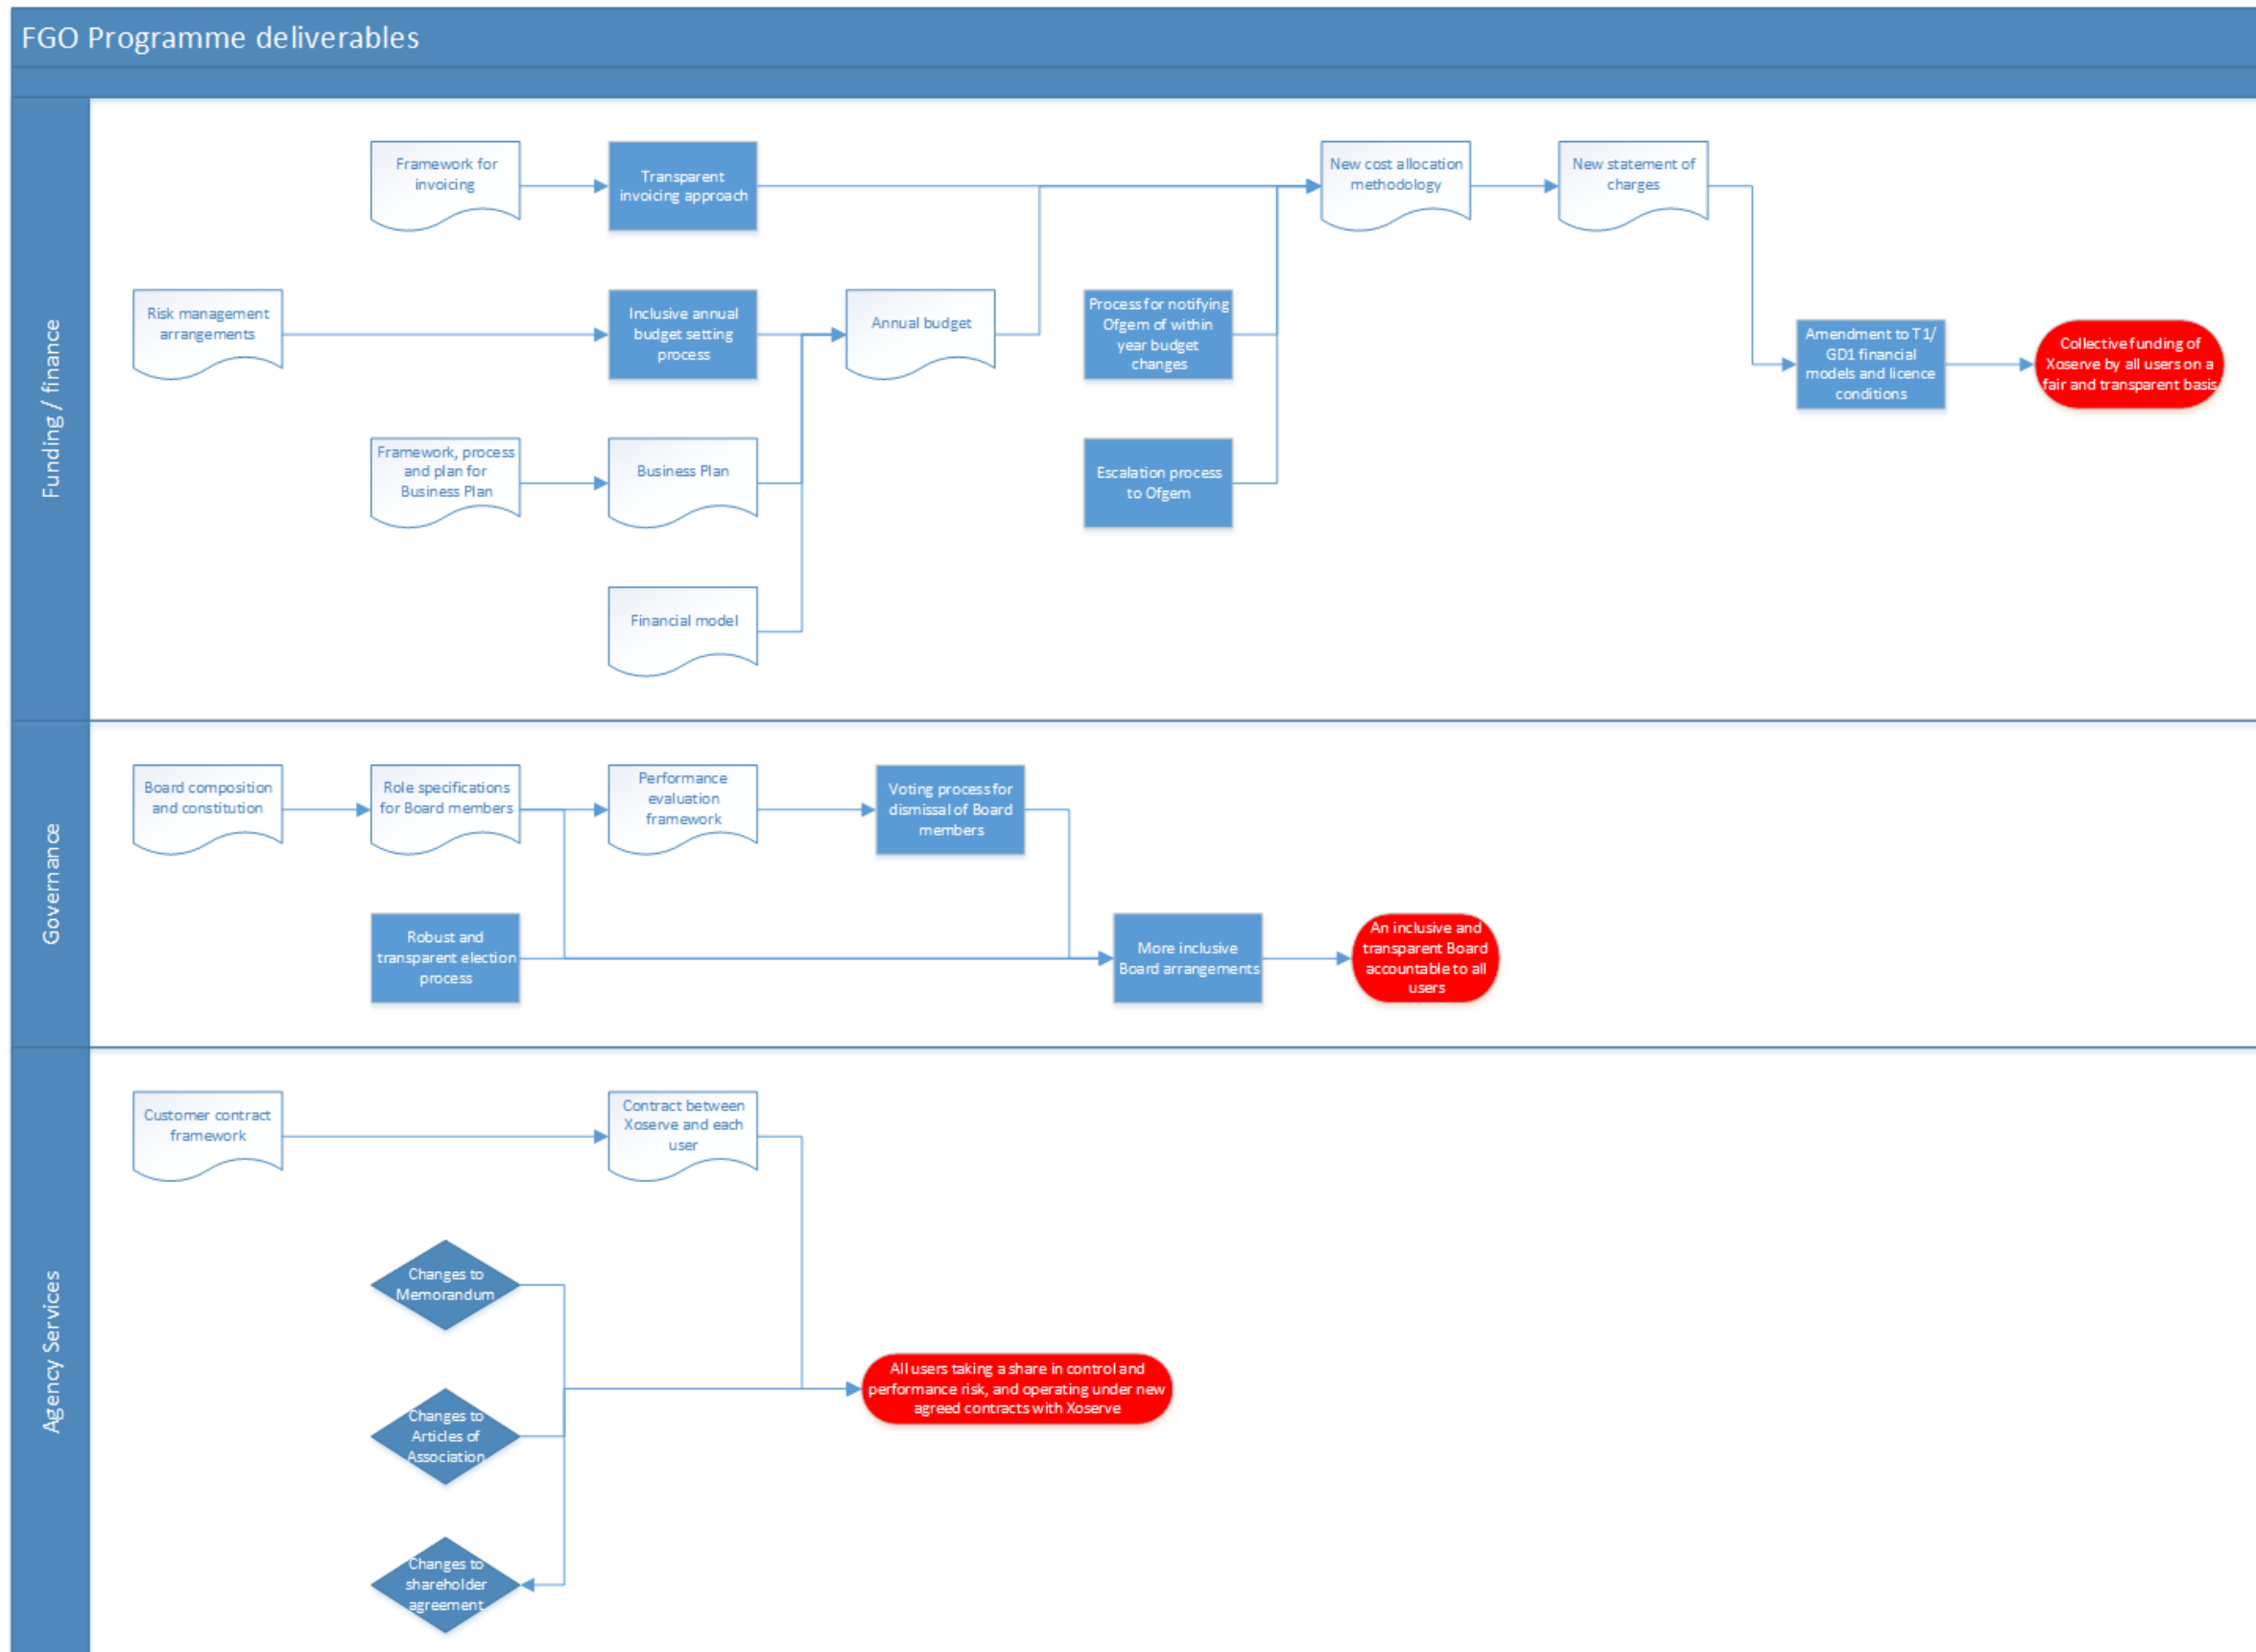 FGO Programme deliverables
Funding / finance
Framework for
invoicing
Transparent
invoicing approach
New cost allocation
methodology
New statement of
charges
Risk management
arrangements
Inclusive annual
budget setting
process
Annual budget
Process for notifying
Ofgem of within
year budget
changes
Amendment to T1/
GD1 financial
models and licence
conditions
Collective funding of
Xoserve by all users on a
fair and transparent basis
Framework, process
and plan for
Business Plan
Business Plan
Escalation process
to Ofgem
Financial model
Governance
Board composition
and constitution
Role specifications
for Board members
Performance
evaluation
framework
Voting process for
dismissal of Board
members
Robust and
transparent election
process
More inclusive
Board arrangements
An inclusive and
transparent Board
accountable to all
users
Agency Services
Customer contract
framework
Contract between
Xoserve and each
user
Changes to
Memorandum
All users taking a share in control and
performance risk, and operating under new
agreed contracts with Xoserve
Changes to
Articles of
Association
Changes to
shareholder
agreement